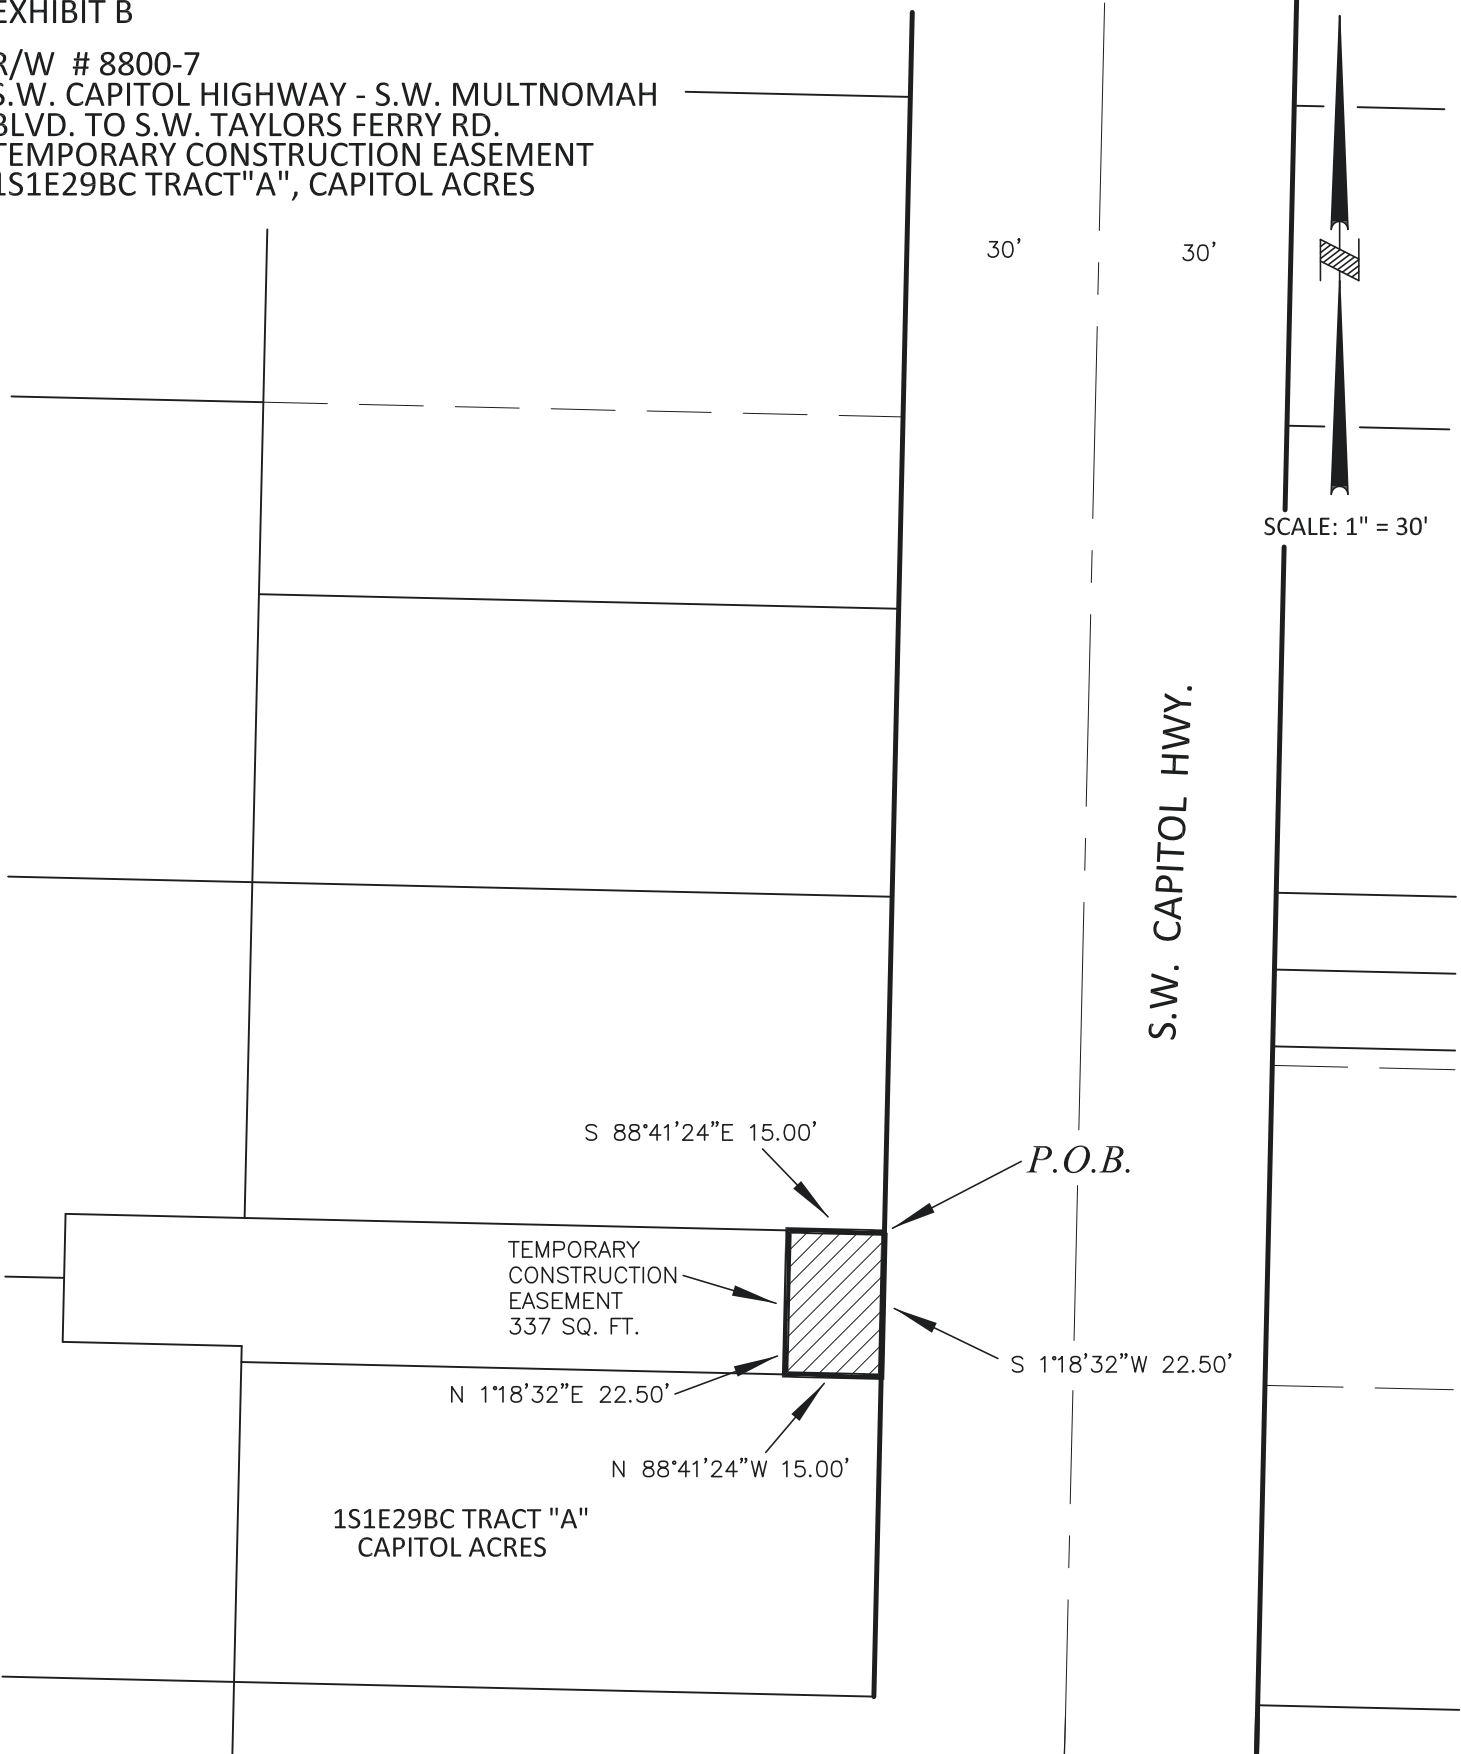 EXHIBIT B
R/W # 8800-7
S.W. CAPITOL HIGHWAY - S.W. MULTNOMAH
BLVD. TO S.W. TAYLORS FERRY RD.
TEMPORARY CONSTRUCTION EASEMENT
1S1E29BC TRACT"A", CAPITOL ACRES
30'
30'
SCALE: 1" = 30'
S.W. CAPITOL HWY.
S 88°41'24"E 15.00'
P.O.B.
TEMPORARY
CONSTRUCTION
EASEMENT
337 SQ. FT.
S 1°18'32"W 22.50'
N 1°18'32"E 22.50'
N 88°41'24"W 15.00'
1S1E29BC TRACT "A"
CAPITOL ACRES